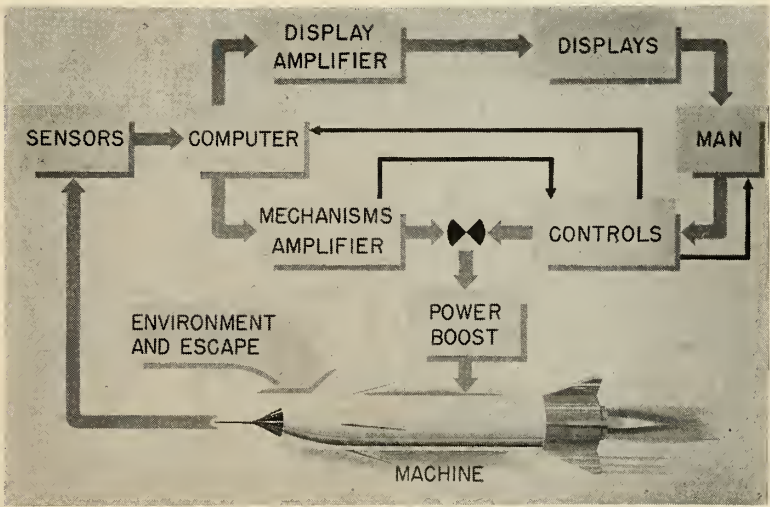 DISPLAY
AMPLIFIER
DISPLAYS
SENSORS
COMPUTER
MAN
MECHANISMS
AMPLIFIER
CONTROLS
ENVIRONMENT
AND ESCAPE
POWER
BOOST
MACHINE